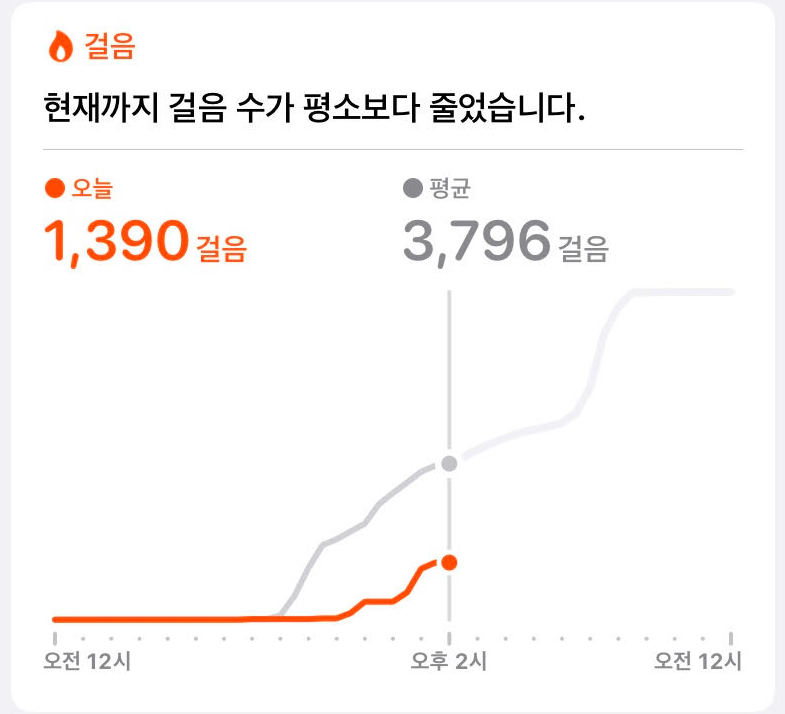 걸음
현재까지 걸음 수가 평소보다 줄었습니다.
오늘 평균
1,390 걸음 3,796 걸음
오전 12시 오후 2시 오전 12시